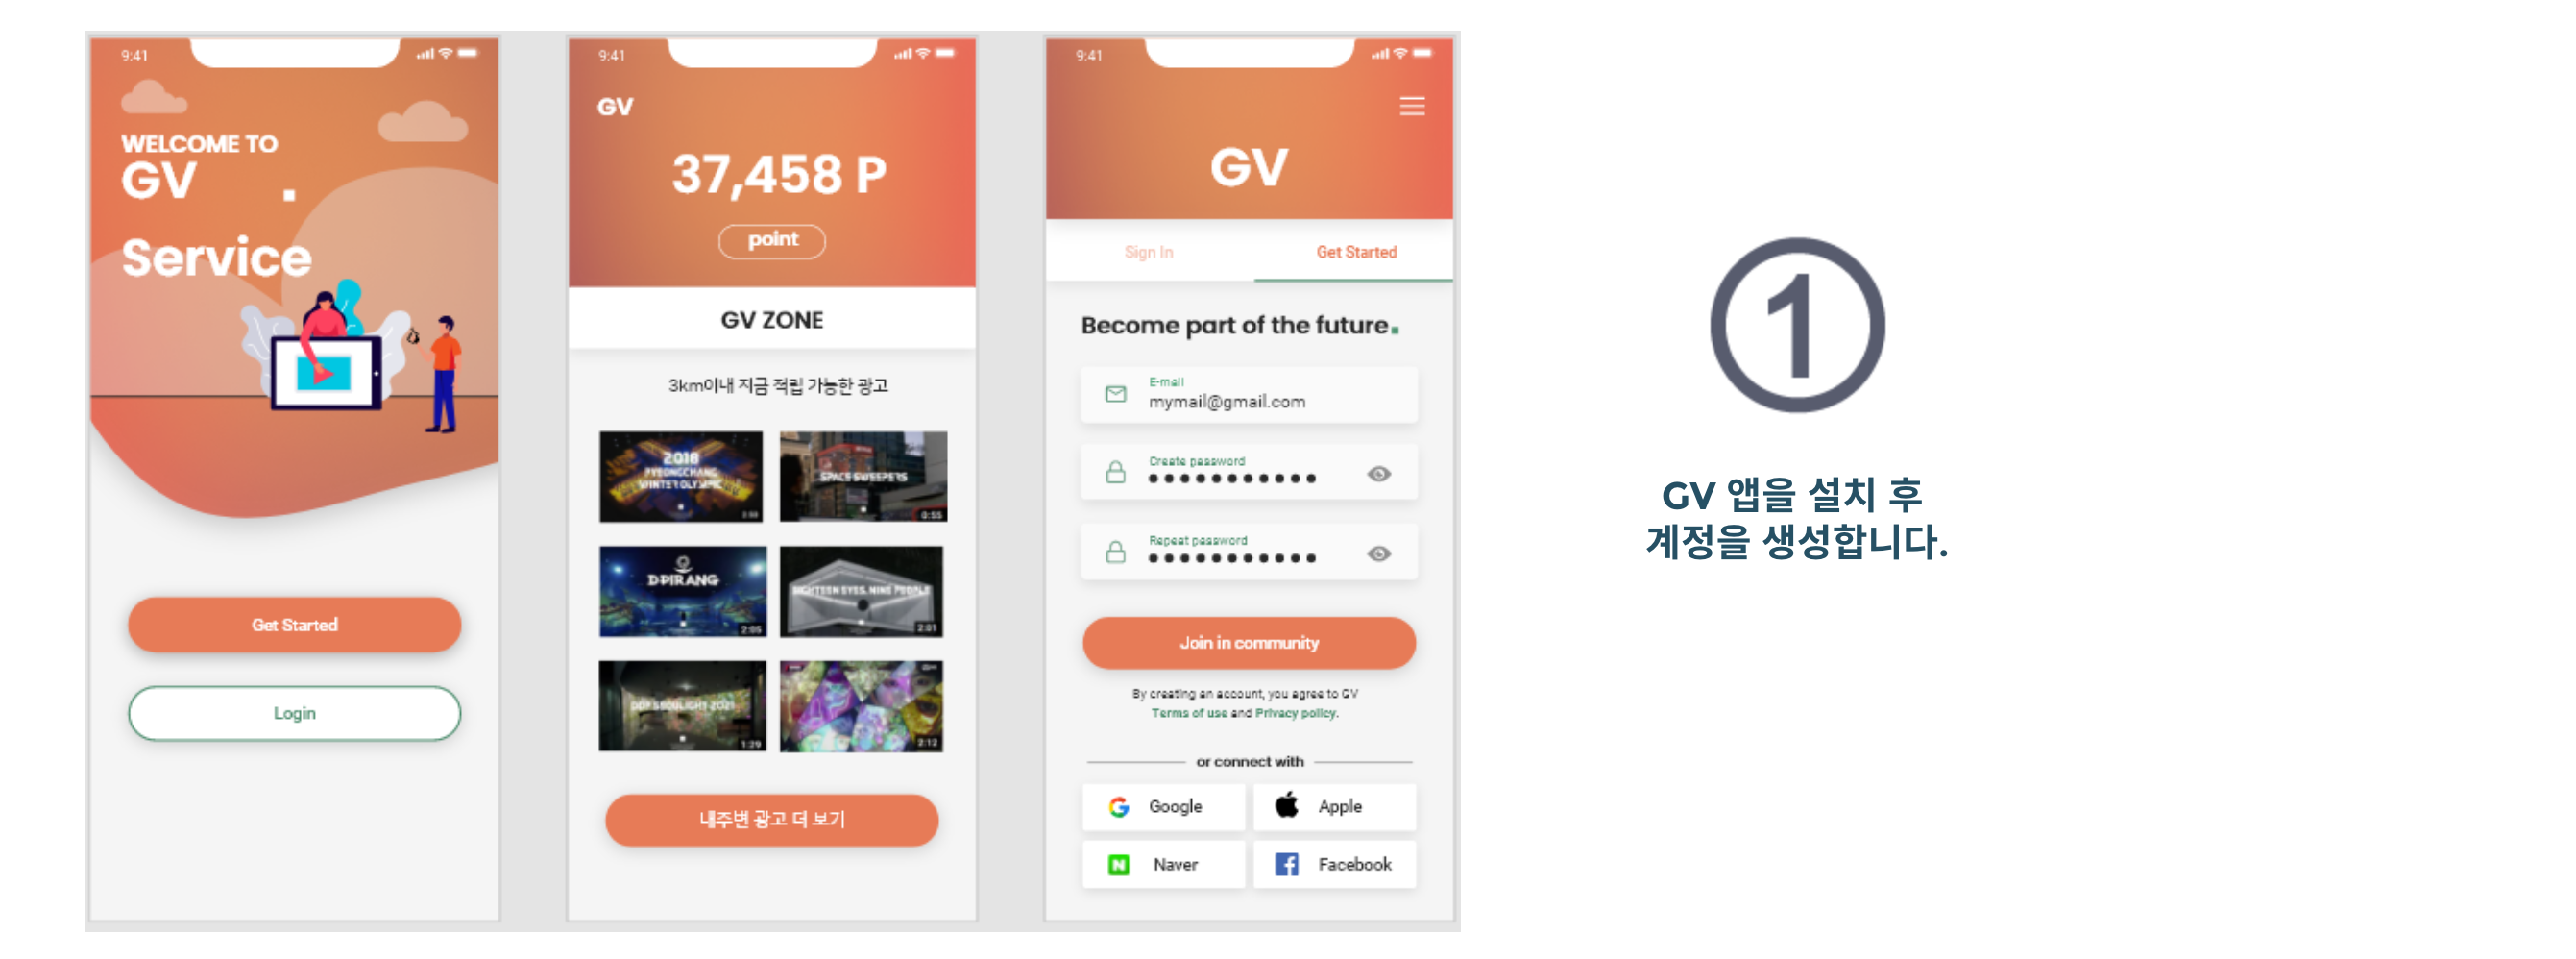 9:41
WELCOME TO
GV .
Service
Get Started
Login
9:41
GV
37,458 P
point
GV ZONE
3km이내 지금 적립 가능한 광고
2018
PYEONGCHANG
WINTER OLYMPIC
2:50
SPACE SWEEPERS
0:55
D-PIRANG
2:05
EIGHTEEN EYES, NINE PEOPLE
2:01
DDP SEOULIGHT 2021
1:29
2:12
내주변 광고 더 보기
9:41
GV
Sign In
Get Started
Become part of the future.
E-mail
mymail@gmail.com
Create password
Repeat password
Join in community
By creating an account, you agree to GV
Terms of use and Privacy policy.
or connect with
Google
Apple
Naver
Facebook
1
GV 앱을 설치 후
계정을 생성합니다.